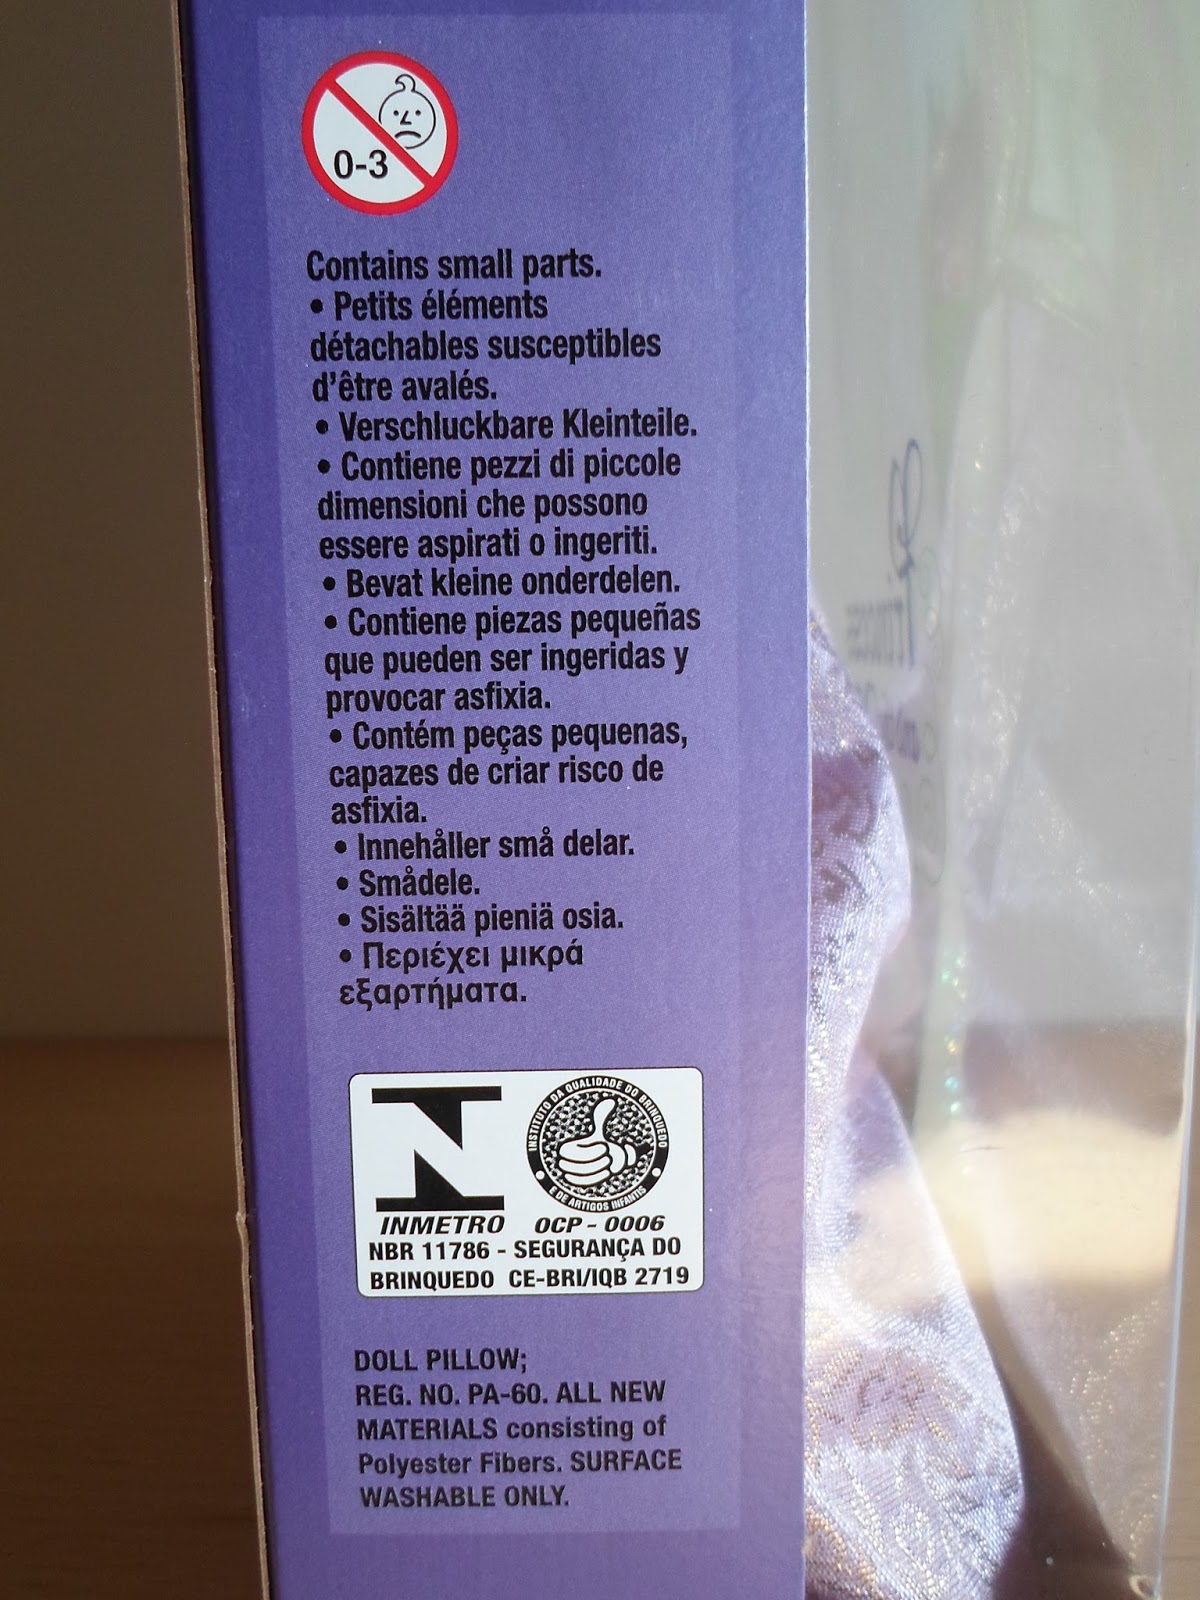 0-3
Contains small parts.
• Petits éléments
détachables susceptibles
d'être avalés.
• Verschluckbare Kleinteile.
• Contiene pezzi di piccole
dimensioni che possono
essere aspirati o ingeriti.
• Bevat kleine onderdelen.
• Contiene piezas pequeñas
que pueden ser ingeridas y
provocar asfixia.
• Contém peças pequenas,
capazes de criar risco de
asfixia.
• Innehåller små delar.
• Smådele.
• Sisältää pieniä osia.
• Περιέχει μικρά
εξαρτήματα.
INSTITUTO DA QUALIDADE DO BRINQUEDO
E DE ARTIGOS INFANTIS
INMETRO OCP - 0006
NBR 11786 - SEGURANÇA DO
BRINQUEDO CE-BRI/IQB 2719
DOLL PILLOW;
REG. NO. PA-60. ALL NEW
MATERIALS consisting of
Polyester Fibers. SURFACE
WASHABLE ONLY.